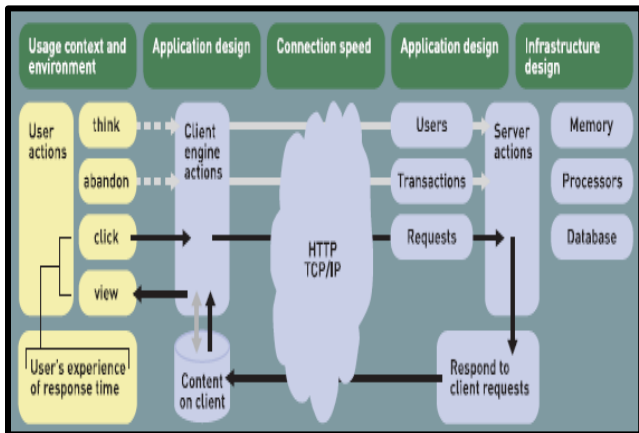 Usage context and
environment
Application design
Connection speed
Application design
Infrastructure
design
User
actions
think
abandon
click
view
Client
engine
actions
HTTP
TCP/IP
Users
Transactions
Requests
Server
actions
Memory
Processors
Database
User's experience
of response time
Content
on client
Respond to
client requests